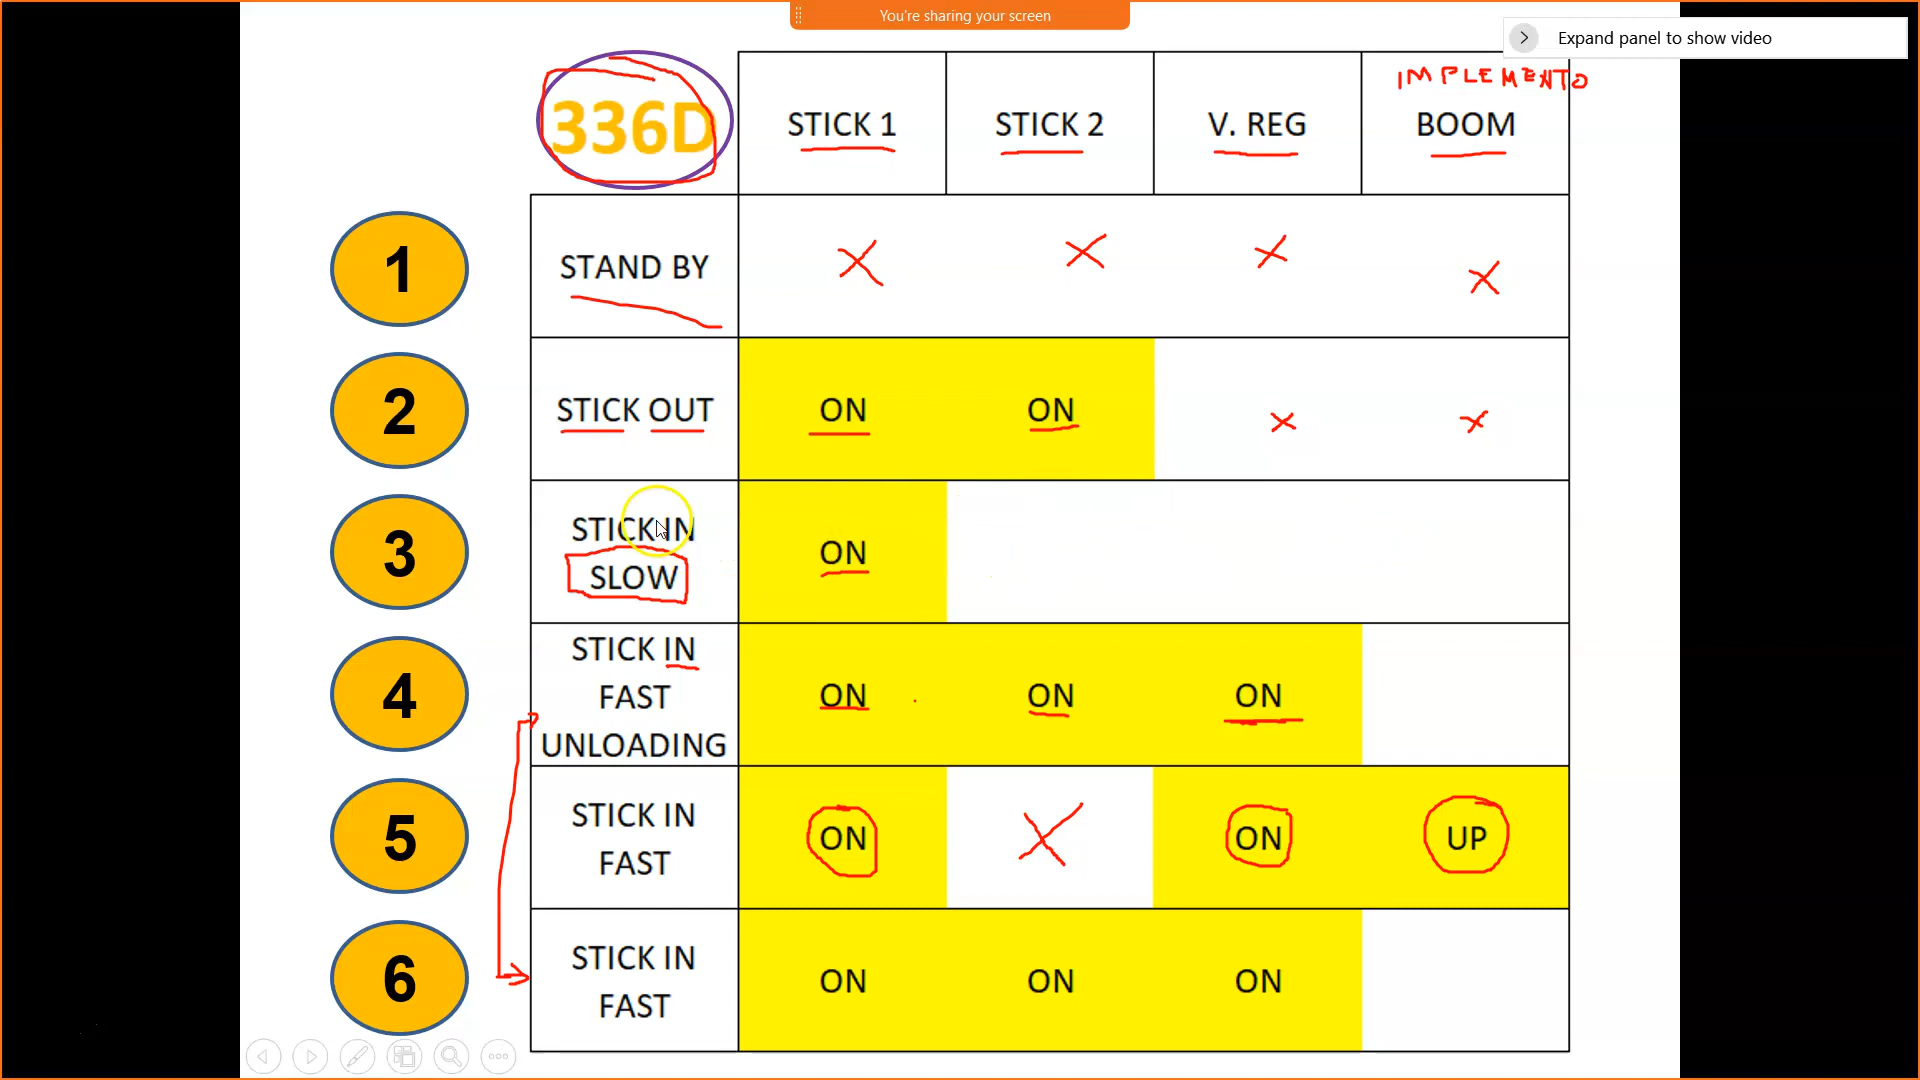 You're sharing your screen
Expand panel to show video
IMPLEMENTO
336D STICK 1 STICK 2 V. REG BOOM
1 STAND BY X X X X
2 STICK OUT ON ON X X
3 STICK IN SLOW ON
4 STICK IN FAST UNLOADING ON ON ON
5 STICK IN FAST ON X ON UP
6 STICK IN FAST ON ON ON